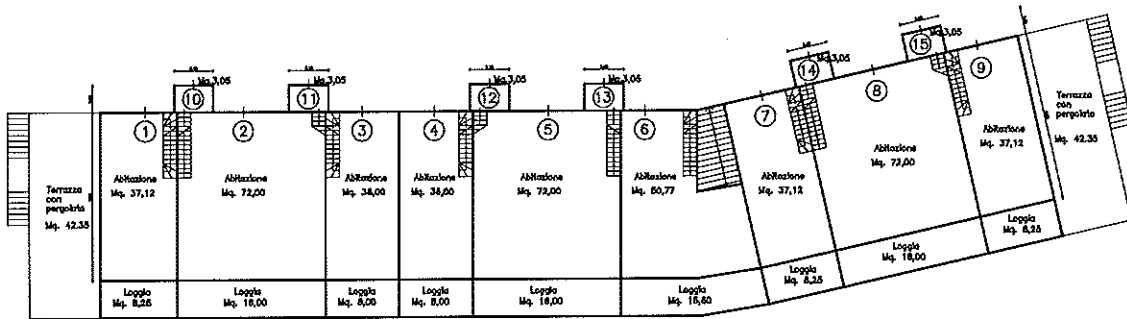 Mq.3,05
10
Mq.3,05
11
Mq.3,05
12
Mq.3,05
13
Mq.3,05
14
Mq.3,05
15
1
2
3
4
5
6
7
8
9
Terrazza
con
pergolria
Mq. 42.35
Abitazione
Mq. 37,12
Abitazione
Mq. 72,00
Abitazione
Mq. 38,00
Abitazione
Mq. 38,00
Abitazione
Mq. 72,00
Abitazione
Mq. 50,77
Abitazione
Mq. 37,12
Abitazione
Mq. 72,00
Abitazione
Mq. 37,12
Terrazza
con
pergolria
Mq. 42.35
Loggia
Mq. 8,25
Loggia
Mq. 16,00
Loggia
Mq. 8,00
Loggia
Mq. 8,00
Loggia
Mq. 16,00
Loggia
Mq. 15,60
Loggia
Mq. 8,25
Loggia
Mq. 16,00
Loggia
Mq. 8,25